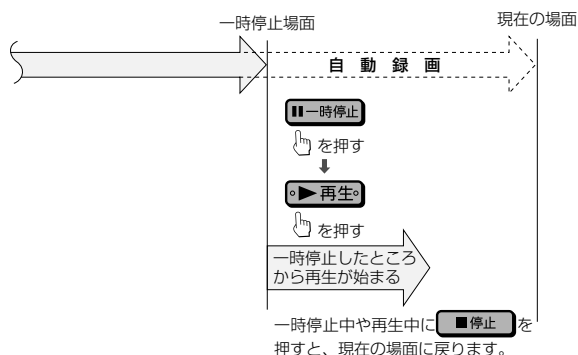 一時停止場面
現在の場面
自動録画
一時停止
を押す
再生
を押す
一時停止したところ
から再生が始まる
一時停止中や再生中に 停止 を
押すと、現在の場面に戻ります。